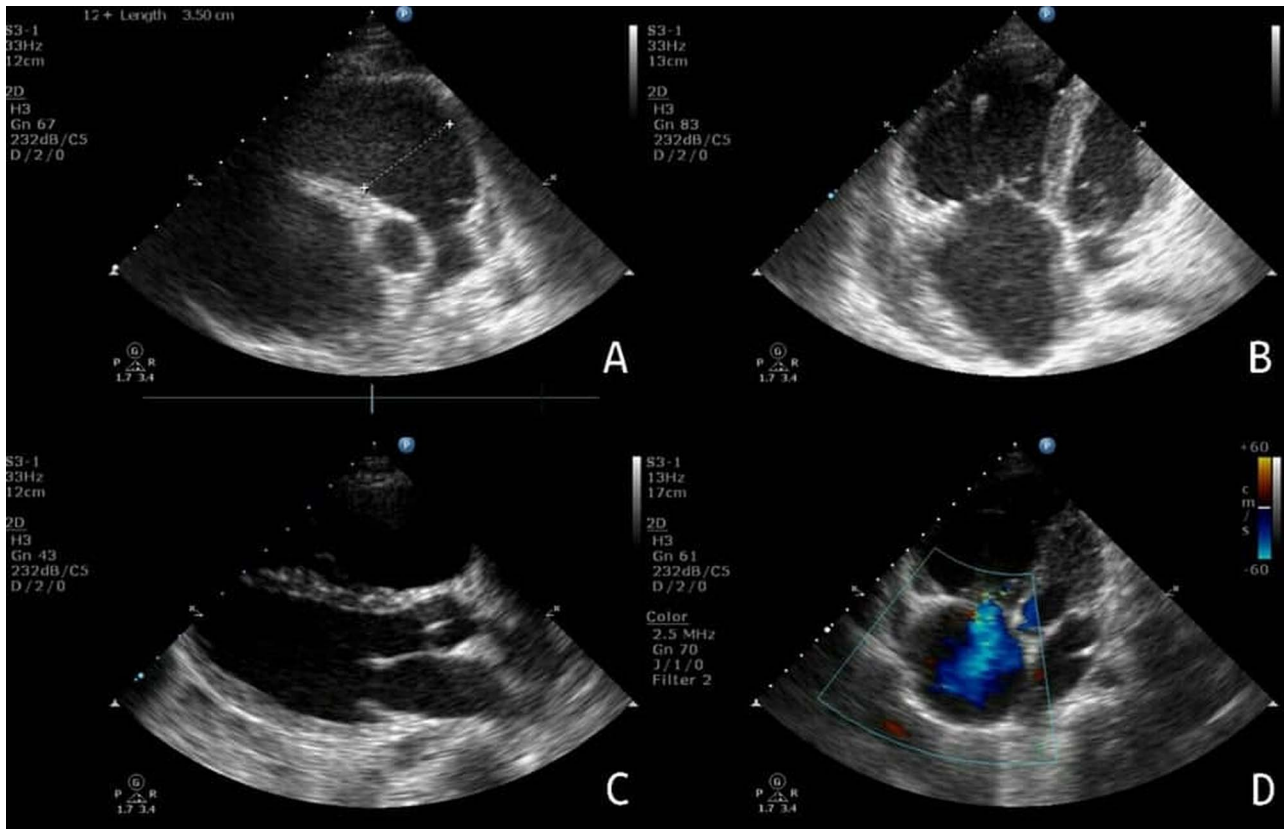 12 + Length 3.50 cm
P
S3-1
33Hz
12cm
2D
H3
Gn 67
232dB/C5
D/2/0
G
P R
1.7 3.4
A
P
S3-1
33Hz
13cm
2D
H3
Gn 83
232dB/C5
D/2/0
G
P R
1.7 3.4
B
P
S3-1
33Hz
12cm
2D
H3
Gn 43
232dB/C5
D/2/0
G
P R
1.7 3.4
C
P
S3-1
13Hz
17cm
2D
H3
Gn 61
232dB/C5
D/2/0
Color
2.5 MHz
Gn 70
J/1/0
Filter 2
+60
cm/s
-60
G
P R
1.7 3.4
D